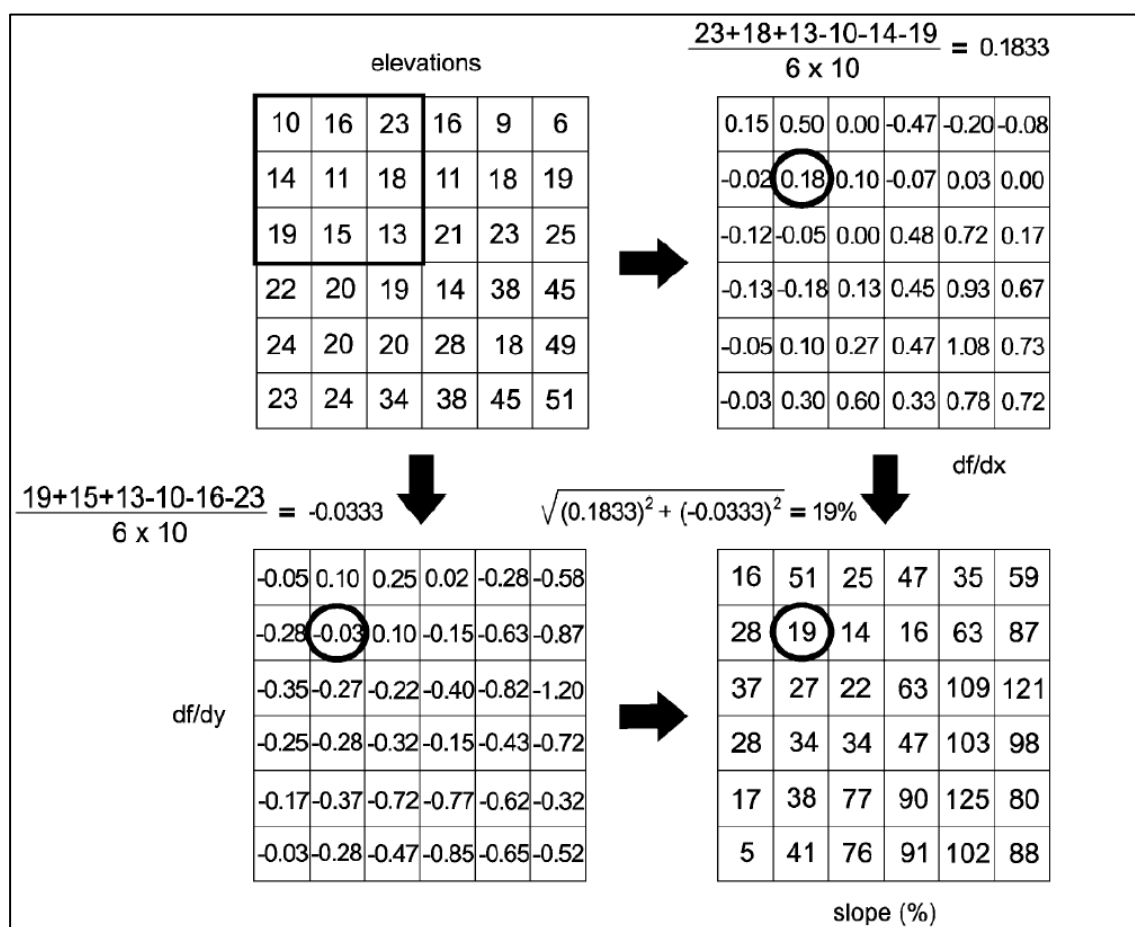 23+18+13-10-14-19
6 x 10
= 0.1833
elevations
10 16 23 16 9 6
14 11 18 11 18 19
19 15 13 21 23 25
22 20 19 14 38 45
24 20 20 28 18 49
23 24 34 38 45 51
0.15 0.50 0.00 -0.47 -0.20 -0.08
-0.02 0.18 0.10 -0.07 0.03 0.00
-0.12 -0.05 0.00 0.48 0.72 0.17
-0.13 -0.18 0.13 0.45 0.93 0.67
-0.05 0.10 0.27 0.47 1.08 0.73
-0.03 0.30 0.60 0.33 0.78 0.72
df/dx
19+15+13-10-16-23
6 x 10
= -0.0333
√(0.1833)² + (-0.0333)² = 19%
-0.05 0.10 0.25 0.02 -0.28 -0.58
-0.28 -0.03 0.10 -0.15 -0.63 -0.87
-0.35 -0.27 -0.22 -0.40 -0.82 -1.20
-0.25 -0.28 -0.32 -0.15 -0.43 -0.72
-0.17 -0.37 -0.72 -0.77 -0.62 -0.32
-0.03 -0.28 -0.47 -0.85 -0.65 -0.52
df/dy
16 51 25 47 35 59
28 19 14 16 63 87
37 27 22 63 109 121
28 34 34 47 103 98
17 38 77 90 125 80
5 41 76 91 102 88
slope (%)